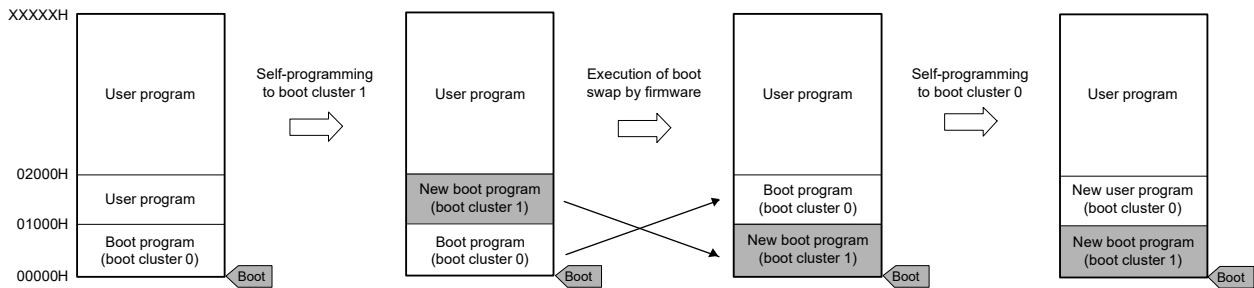 XXXXXH
02000H
01000H
00000H
User program
User program
Boot program
(boot cluster 0)
Boot
Self-programming
to boot cluster 1
User program
New boot program
(boot cluster 1)
Boot program
(boot cluster 0)
Boot
Execution of boot
swap by firmware
User program
Boot program
(boot cluster 0)
New boot program
(boot cluster 1)
Boot
Self-programming
to boot cluster 0
User program
New user program
(boot cluster 0)
New boot program
(boot cluster 1)
Boot